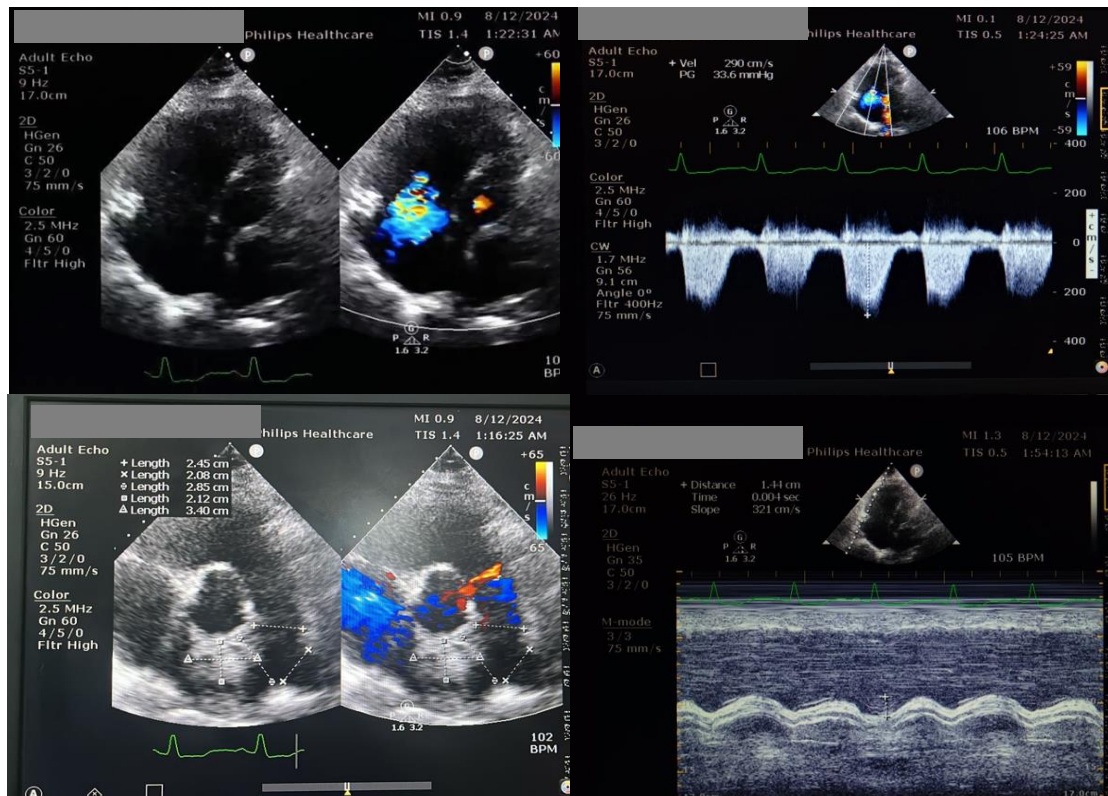 Philips Healthcare
MI 0.9 8/12/2024
TIS 1.4 1:22:31 AM
Adult Echo
S5-1
9 Hz
17.0cm
2D
HGen
Gn 26
C 50
3 / 2 / 0
75 mm/s
Color
2.5 MHz
Gn 60
4 / 5 / 0
Fltr High
P
+60
c
m
/
s
60
G
P R
1.6 3.2
MI 0.1 8/12/2024
hilips Healthcare
TIS 0.5 1:24:25 AM
Adult Echo
S5-1
17.0cm
2D
HGen
Gn 26
C 50
3 / 2 / 0
Color
2.5 MHz
Gn 60
4 / 5 / 0
Fltr High
CW
1.7 MHz
Gn 56
9.1 cm
Angle 0°
Fltr 400Hz
75 mm/s
+ Vel 290 cm/s
PG 33.6 mmHg
P
G
P R
1.6 3.2
+59
c
m
/
s
-59
106 BPM
400
200
0
200
400
+
cm/s
-
A
U
MI 0.9 8/12/2024
hilips Healthcare
TIS 1.4 1:16:25 AM
Adult Echo
S5-1
9 Hz
15.0cm
2D
HGen
Gn 26
C 50
3 / 2 / 0
75 mm/s
Color
2.5 MHz
Gn 60
4 / 5 / 0
Fltr High
Length 2.45 cm
Length 2.08 cm
Length 2.85 cm
Length 2.12 cm
Length 3.40 cm
P
+65
c
m
/
s
65
G
P R
1.6 3.2
102
BPM
A
U
MI 1.3 8/12/2024
Philips Healthcare
TIS 0.5 1:54:13 AM
Adult Echo
S5-1
26 Hz
17.0cm
2D
HGen
Gn 35
C 50
3 / 2 / 0
M-mode
3 / 3
75 mm/s
+ Distance 1.44 cm
Time 0.004 sec
Slope 321 cm/s
P
G
P R
1.6 3.2
105 BPM
17.0cm